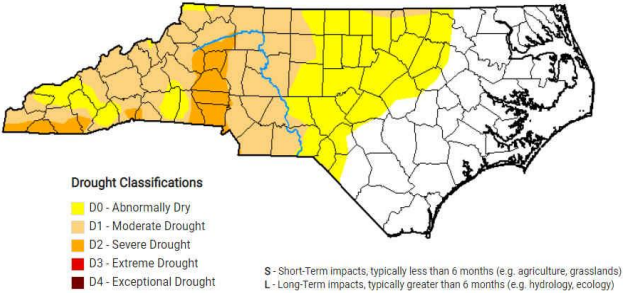 Drought Classifications
D0 - Abnormally Dry
D1 - Moderate Drought
D2 - Severe Drought
D3 - Extreme Drought
D4 - Exceptional Drought
S - Short-Term impacts, typically less than 6 months (e.g. agriculture, grasslands)
L - Long-Term impacts, typically greater than 6 months (e.g. hydrology, ecology)